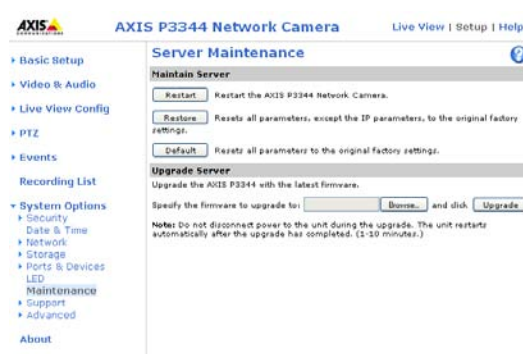 AXIS
COMMUNICATIONS
AXIS P3344 Network Camera
Live View | Setup | Help
Basic Setup
Video & Audio
Live View Config
PTZ
Events
Recording List
System Options
Security
Date & Time
Network
Storage
Ports & Devices
LED
Maintenance
Support
Advanced
About
Server Maintenance
?
Maintain Server
Restart Restart the AXIS P3344 Network Camera.
Restore Resets all parameters, except the IP parameters, to the original factory
settings.
Default Resets all parameters to the original factory settings.
Upgrade Server
Upgrade the AXIS P3344 with the latest firmware.
Specify the firmware to upgrade to: Browse... and click Upgrade
Note: Do not disconnect power to the unit during the upgrade. The unit restarts
automatically after the upgrade has completed. (1-10 minutes.)